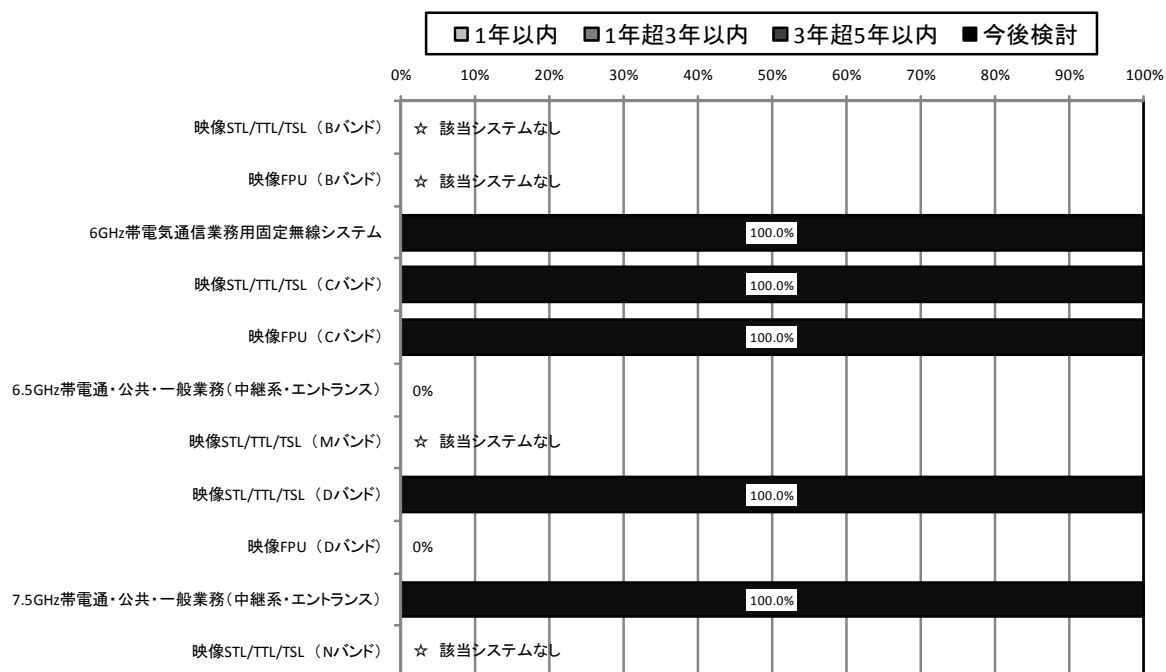 1年以内 1年超3年以内 3年超5年以内 今後検討
0% 10% 20% 30% 40% 50% 60% 70% 80% 90% 100%
映像STL/TTL/TSL （Bバンド） ☆ 該当システムなし
映像FPU （Bバンド） ☆ 該当システムなし
6GHz帯電気通信業務用固定無線システム 100.0%
映像STL/TTL/TSL （Cバンド） 100.0%
映像FPU （Cバンド） 100.0%
6.5GHz帯電通・公共・一般業務（中継系・エントランス） 0%
映像STL/TTL/TSL （Mバンド） ☆ 該当システムなし
映像STL/TTL/TSL （Dバンド） 100.0%
映像FPU （Dバンド） 0%
7.5GHz帯電通・公共・一般業務（中継系・エントランス） 100.0%
映像STL/TTL/TSL （Nバンド） ☆ 該当システムなし